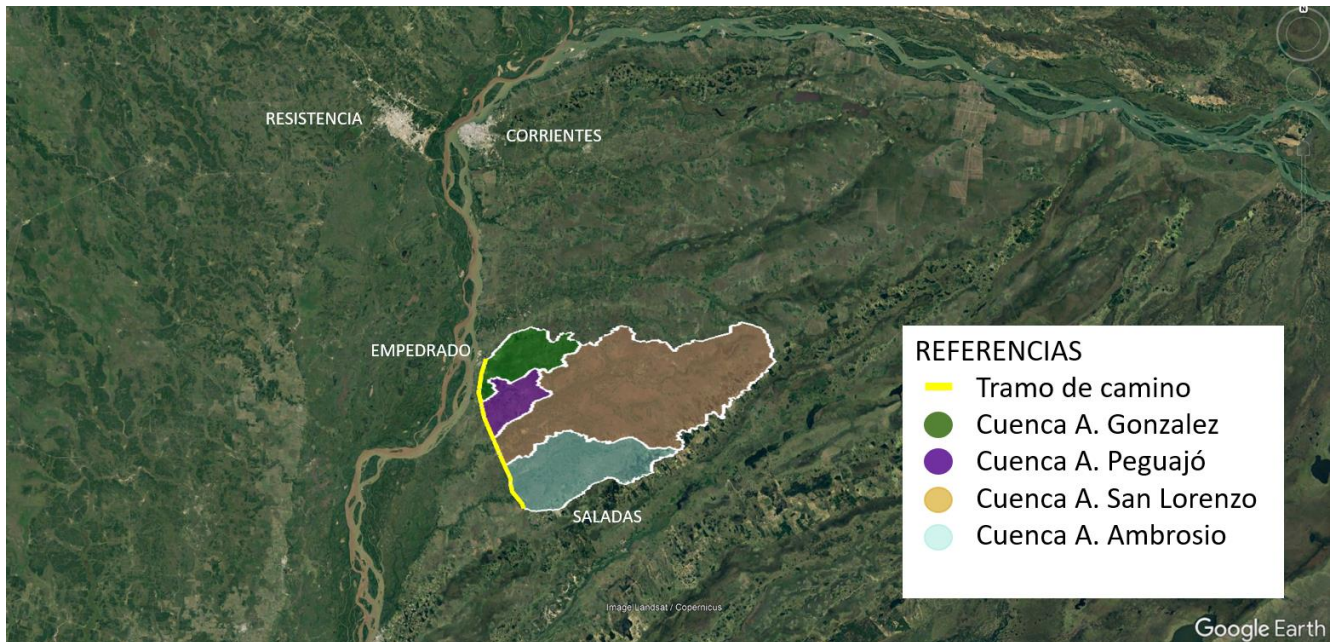 N
RESISTENCIA
CORRIENTES
EMPEDRADO
SALADAS
REFERENCIAS
Tramo de camino
Cuenca A. Gonzalez
Cuenca A. Peguajó
Cuenca A. San Lorenzo
Cuenca A. Ambrosio
Image Landsat / Copernicus
Google Earth